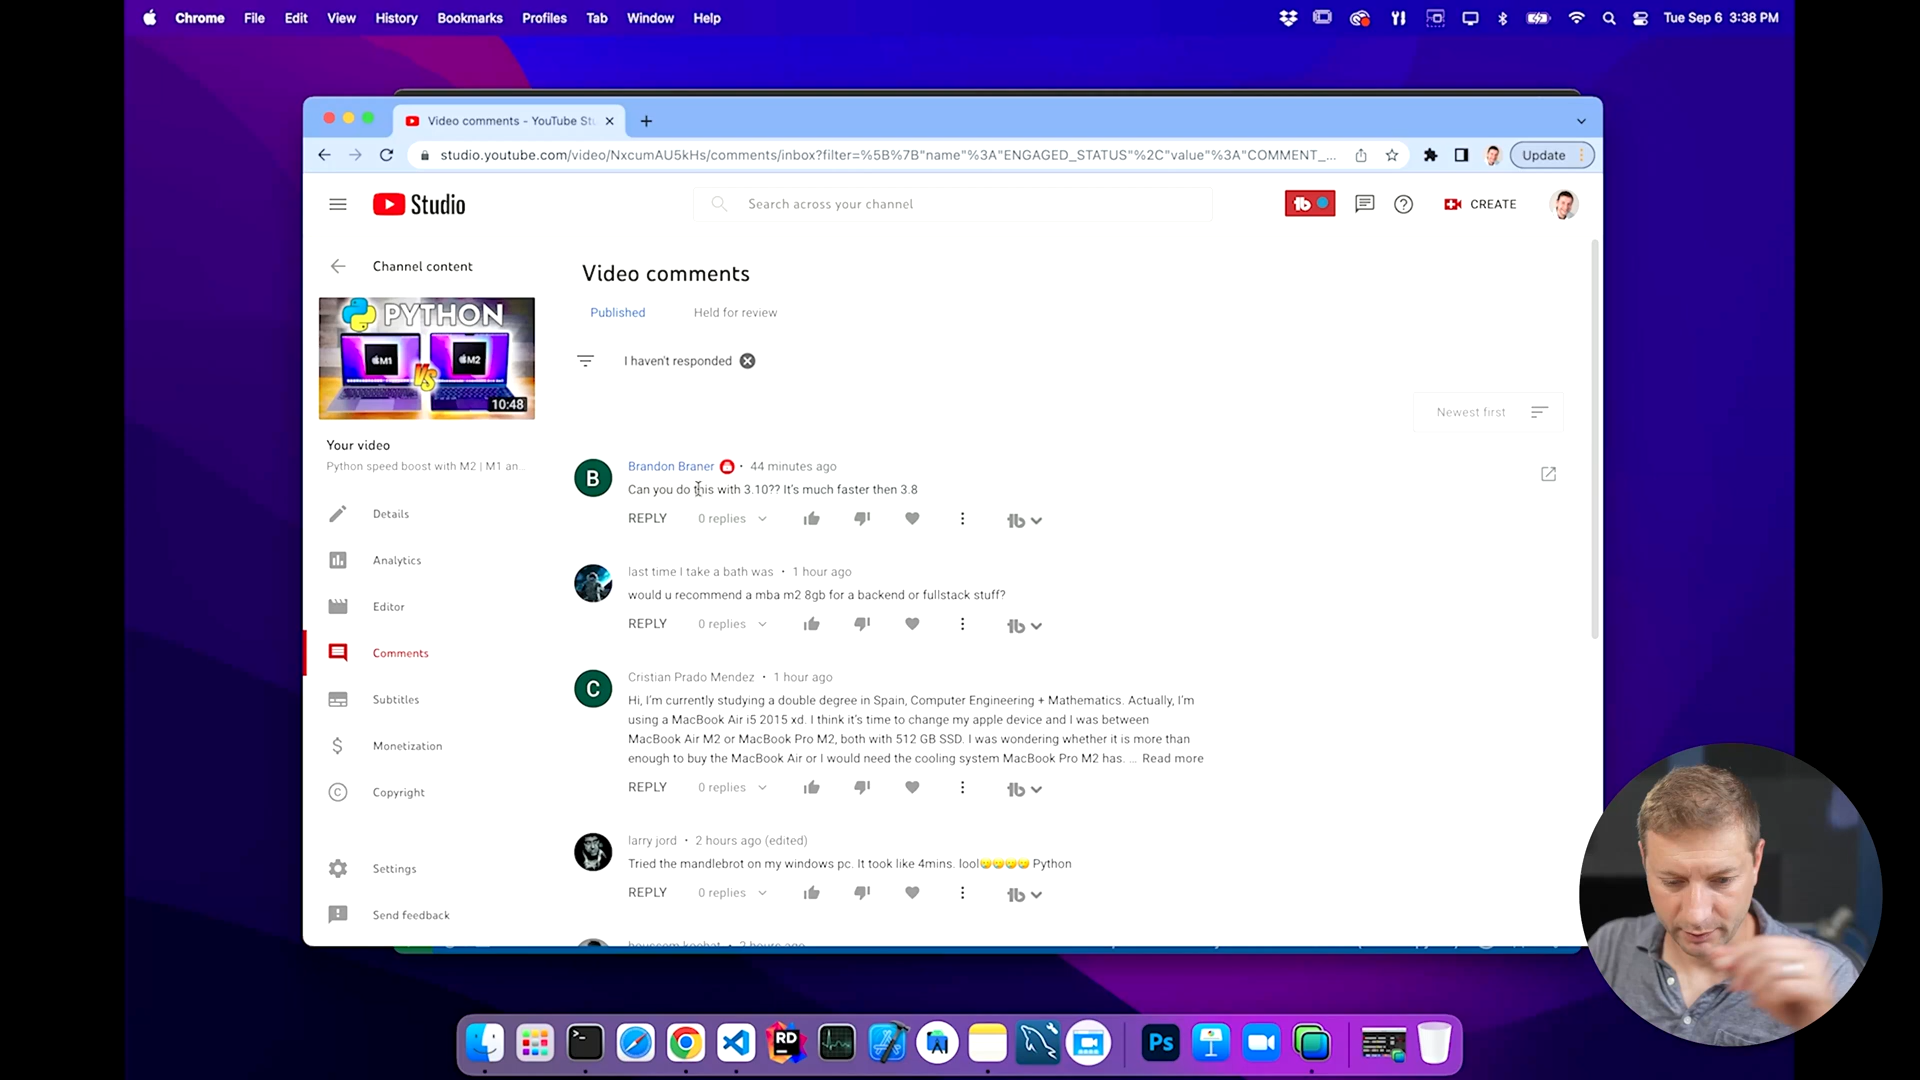 Chrome File Edit View History Bookmarks Profiles Tab Window Help
Tue Sep 6 3:38 PM
Video comments - YouTube Stu
Update
studio.youtube.com/video/NxcumAU5kHs/comments/inbox?filter=%5B%7B"name"%3A"ENGAGED_STATUS"%2C"value"%3A"COMMENT_...
Studio
Search across your channel
CREATE
Channel content
PYTHON
M1
M2
VS
10:48
Your video
Python speed boost with M2 | M1 an...
Details
Analytics
Editor
Comments
Subtitles
Monetization
Copyright
Settings
Send feedback
Video comments
Published Held for review
I haven't responded
Newest first
B
Brandon Braner • 44 minutes ago
Can you do this with 3.10?? It's much faster then 3.8
REPLY 0 replies
last time I take a bath was • 1 hour ago
would u recommend a mba m2 8gb for a backend or fullstack stuff?
REPLY 0 replies
C
Cristian Prado Mendez • 1 hour ago
Hi, I'm currently studying a double degree in Spain, Computer Engineering + Mathematics. Actually, I'm
using a MacBook Air i5 2015 xd. I think it's time to change my apple device and I was between
MacBook Air M2 or MacBook Pro M2, both with 512 GB SSD. I was wondering whether it is more than
enough to buy the MacBook Air or I would need the cooling system MacBook Pro M2 has. ... Read more
REPLY 0 replies
larry jord • 2 hours ago (edited)
Tried the mandlebrot on my windows pc. It took like 4mins. lool Python
REPLY 0 replies
RD
Ps